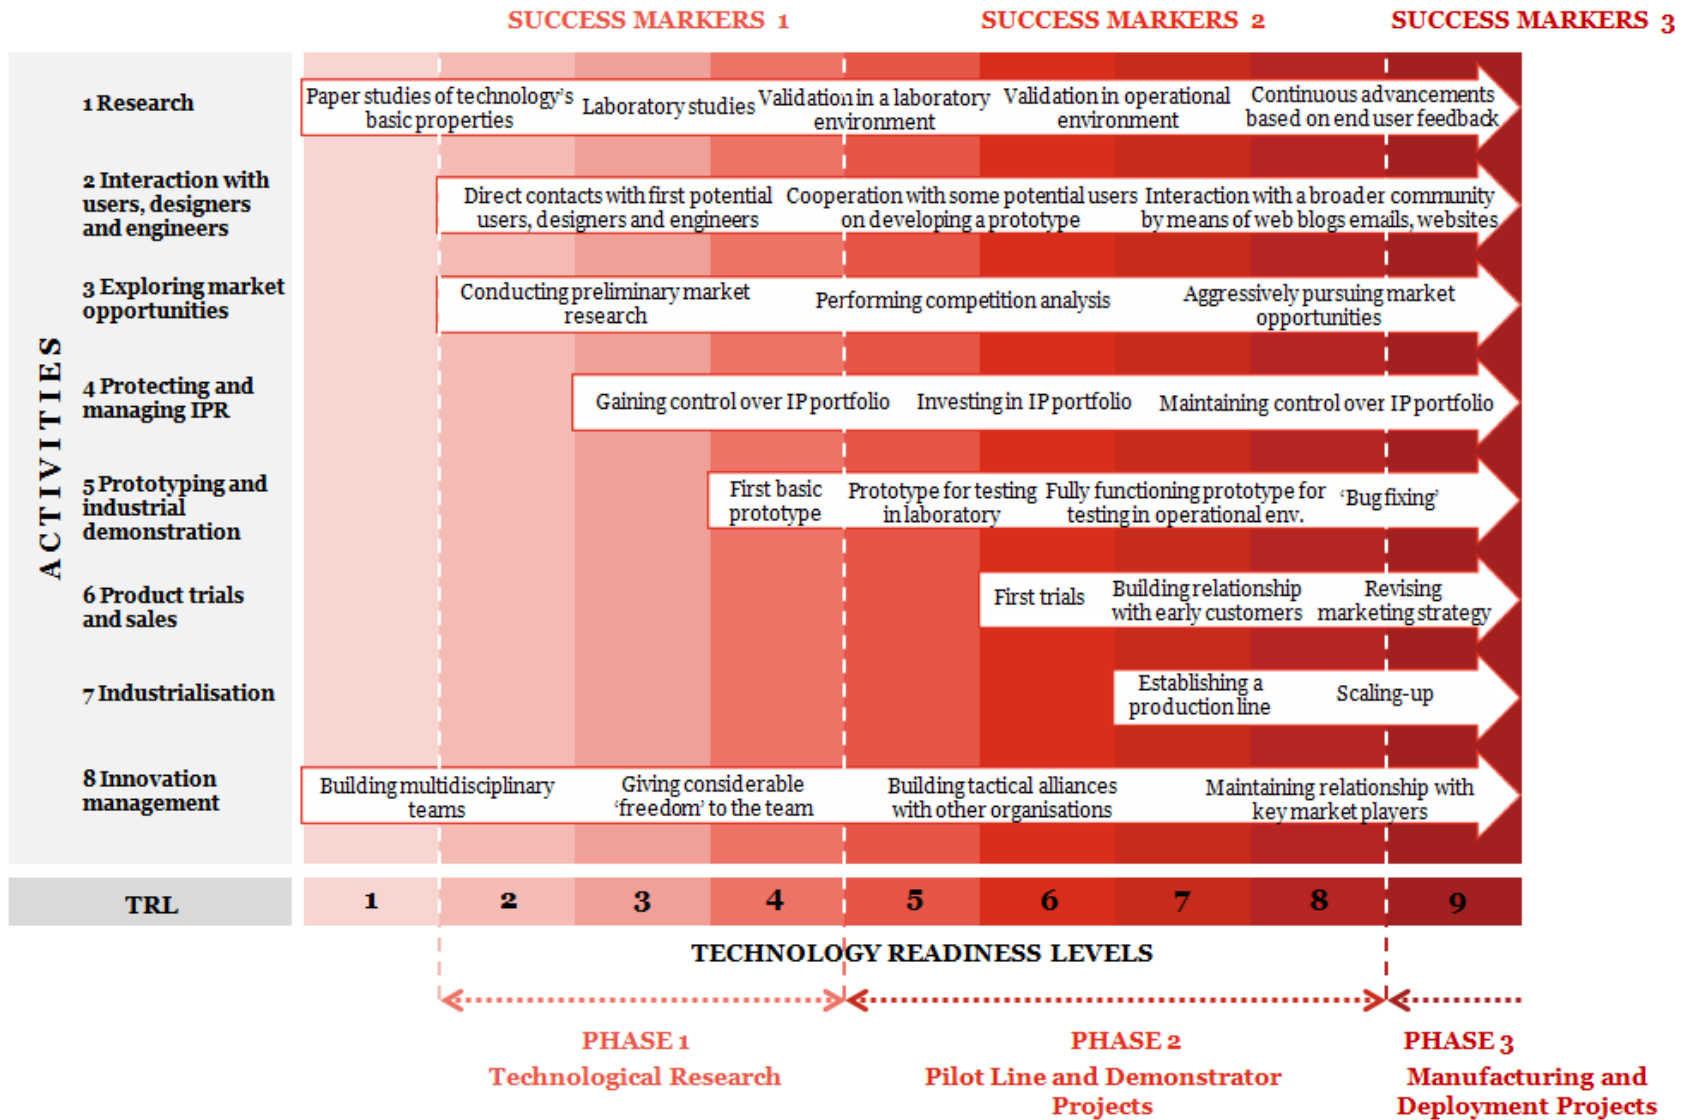 SUCCESS MARKERS 1
SUCCESS MARKERS 2
SUCCESS MARKERS 3
ACTIVITIES
1 Research
Paper studies of technology's
basic properties
Laboratory studies
Validation in a laboratory
environment
Validation in operational
environment
Continuous advancements
based on end user feedback
2 Interaction with
users, designers
and engineers
Direct contacts with first potential
users, designers and engineers
Cooperation with some potential users
on developing a prototype
Interaction with a broader community
by means of web blogs emails, websites
3 Exploring market
opportunities
Conducting preliminary market
research
Performing competition analysis
Aggressively pursuing market
opportunities
4 Protecting and
managing IPR
Gaining control over IP portfolio
Investing in IP portfolio
Maintaining control over IP portfolio
5 Prototyping and
industrial
demonstration
First basic
prototype
Prototype for testing
in laboratory
Fully functioning prototype for
testing in operational env.
‘Bug fixing’
6 Product trials
and sales
First trials
Building relationship
with early customers
Revising
marketing strategy
7 Industrialisation
Establishing a
production line
Scaling-up
8 Innovation
management
Building multidisciplinary
teams
Giving considerable
‘freedom’ to the team
Building tactical alliances
with other organisations
Maintaining relationship with
key market players
TRL
1
2
3
4
5
6
7
8
9
TECHNOLOGY READINESS LEVELS
PHASE 1
Technological Research
PHASE 2
Pilot Line and Demonstrator
Projects
PHASE 3
Manufacturing and
Deployment Projects